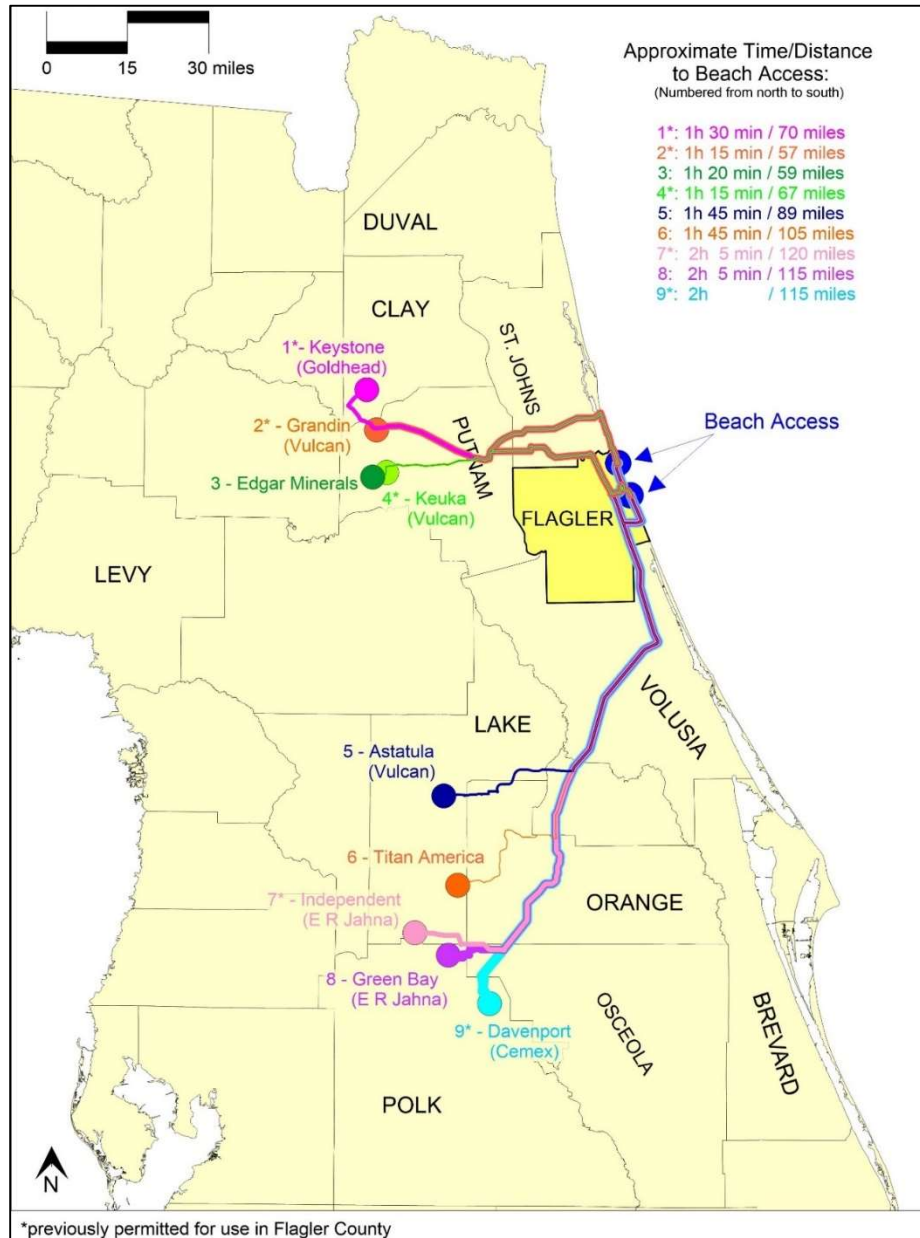 0 15 30 miles
Approximate Time/Distance
to Beach Access:
(Numbered from north to south)
1*: 1h 30 min / 70 miles
2*: 1h 15 min / 57 miles
3: 1h 20 min / 59 miles
4*: 1h 15 min / 67 miles
5: 1h 45 min / 89 miles
6: 1h 45 min / 105 miles
7*: 2h 5 min / 120 miles
8: 2h 5 min / 115 miles
9*: 2h / 115 miles
DUVAL
CLAY
ST. JOHNS
1*- Keystone
(Goldhead)
2* - Grandin
(Vulcan)
PUTNAM
Beach Access
3 - Edgar Minerals
4* - Keuka
(Vulcan)
FLAGLER
LEVY
VOLUSIA
LAKE
5 - Astatula
(Vulcan)
6 - Titan America
7* - Independent
(E R Jahna)
ORANGE
8 - Green Bay
(E R Jahna)
OSCEOLA
BREVARD
9* - Davenport
(Cemex)
POLK
N
*previously permitted for use in Flagler County